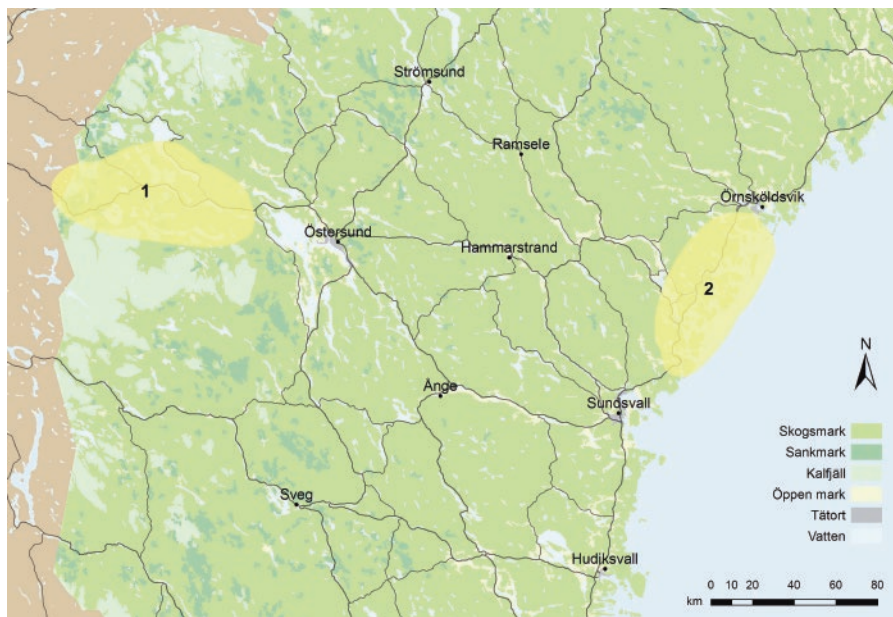 Strömsund
Ramsele
1
Örnsköldsvik
Östersund
Hammarstrand
2
N
Ånge
Sundsvall
Skogsmark
Sankmark
Kalfjäll
Öppen mark
Sveg
Tätort
Vatten
Hudiksvall
0 10 20 40 60 80
km